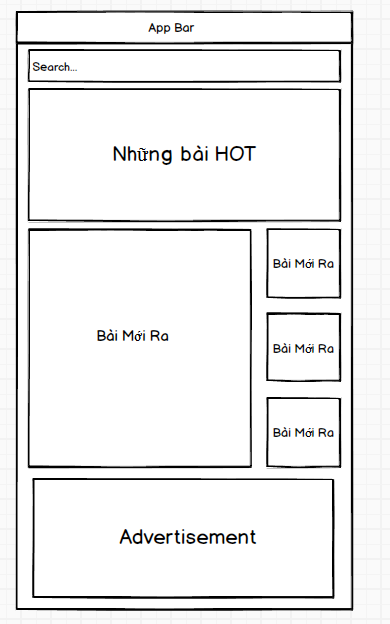 App Bar
Search...
Những bài HOT
Bài Mới Ra
Bài Mới Ra
Bài Mới Ra
Bài Mới Ra
Advertisement